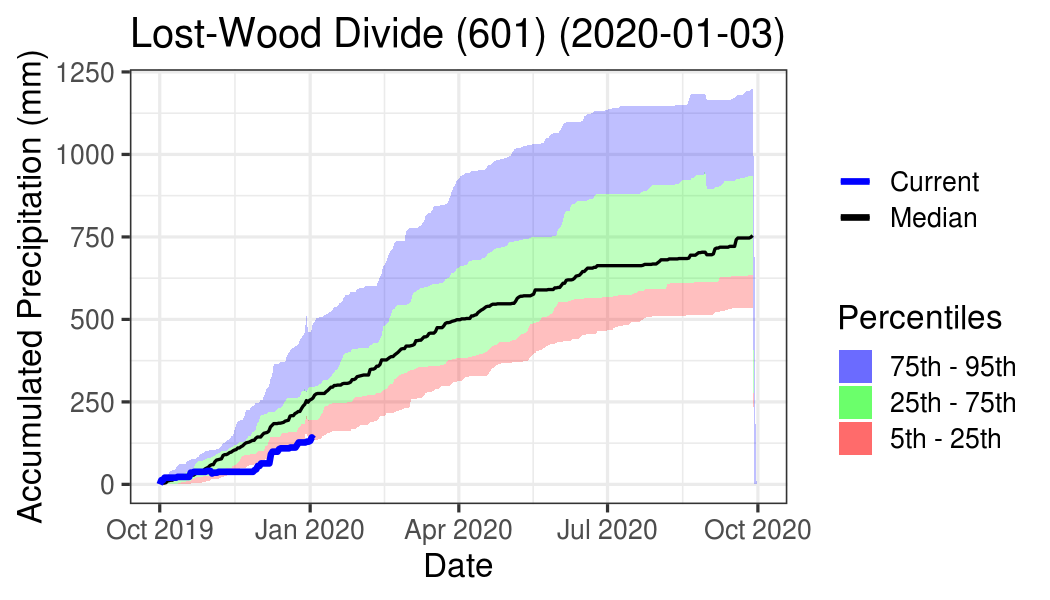 Lost-Wood Divide (601) (2020-01-03)
Accumulated Precipitation (mm)
1250
1000
750
500
250
0
Oct 2019
Jan 2020
Apr 2020
Jul 2020
Oct 2020
Date
Current
Median
Percentiles
75th - 95th
25th - 75th
5th - 25th